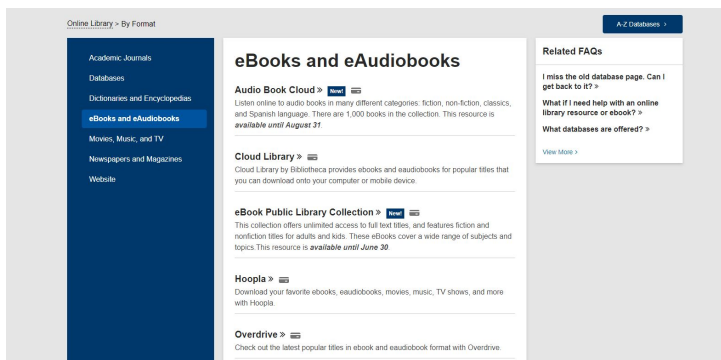 Online Library > By Format
A-Z Databases >
Academic Journals
Databases
Dictionaries and Encyclopedias
eBooks and eAudiobooks
Movies, Music, and TV
Newspapers and Magazines
Website
eBooks and eAudiobooks
Audio Book Cloud » New!
Listen online to audio books in many different categories: fiction, non-fiction, classics,
and Spanish language. There are 1,000 books in the collection. This resource is
available until August 31.
Cloud Library »
Cloud Library by Bibliotheca provides ebooks and eaudiobooks for popular titles that
you can download onto your computer or mobile device.
eBook Public Library Collection » New!
This collection offers unlimited access to full text titles, and features fiction and
nonfiction titles for adults and kids. These eBooks cover a wide range of subjects and
topics.This resource is available until June 30.
Hoopla »
Download your favorite ebooks, eaudiobooks, movies, music, TV shows, and more
with Hoopla.
Overdrive »
Check out the latest popular titles in ebook and eaudiobook format with Overdrive.
Related FAQs
I miss the old database page. Can I
get back to it? »
What if I need help with an online
library resource or ebook? »
What databases are offered? »
View More >